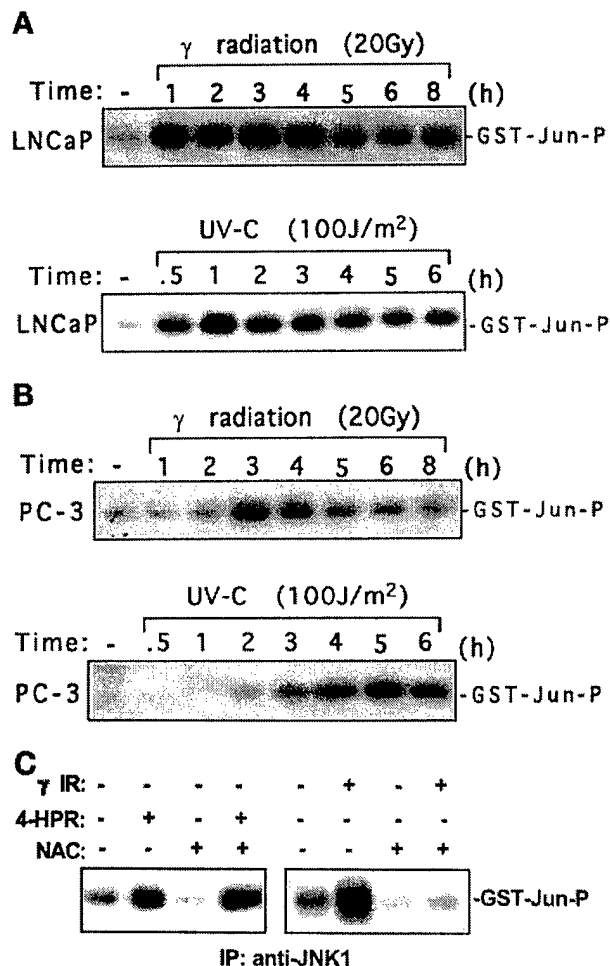 A
γ radiation (20Gy)
Time: - 1 2 3 4 5 6 8 (h)
LNCaP -GST-Jun-P
UV-C (100J/m²)
Time: - .5 1 2 3 4 5 6 (h)
LNCaP -GST-Jun-P
B
γ radiation (20Gy)
Time: - 1 2 3 4 5 6 8 (h)
PC-3 -GST-Jun-P
UV-C (100J/m²)
Time: - .5 1 2 3 4 5 6 (h)
PC-3 -GST-Jun-P
C
γ IR: - - - - - + - +
4-HPR: - + - + - - - -
NAC: - - + + - - + +
-GST-Jun-P
IP: anti-JNK1